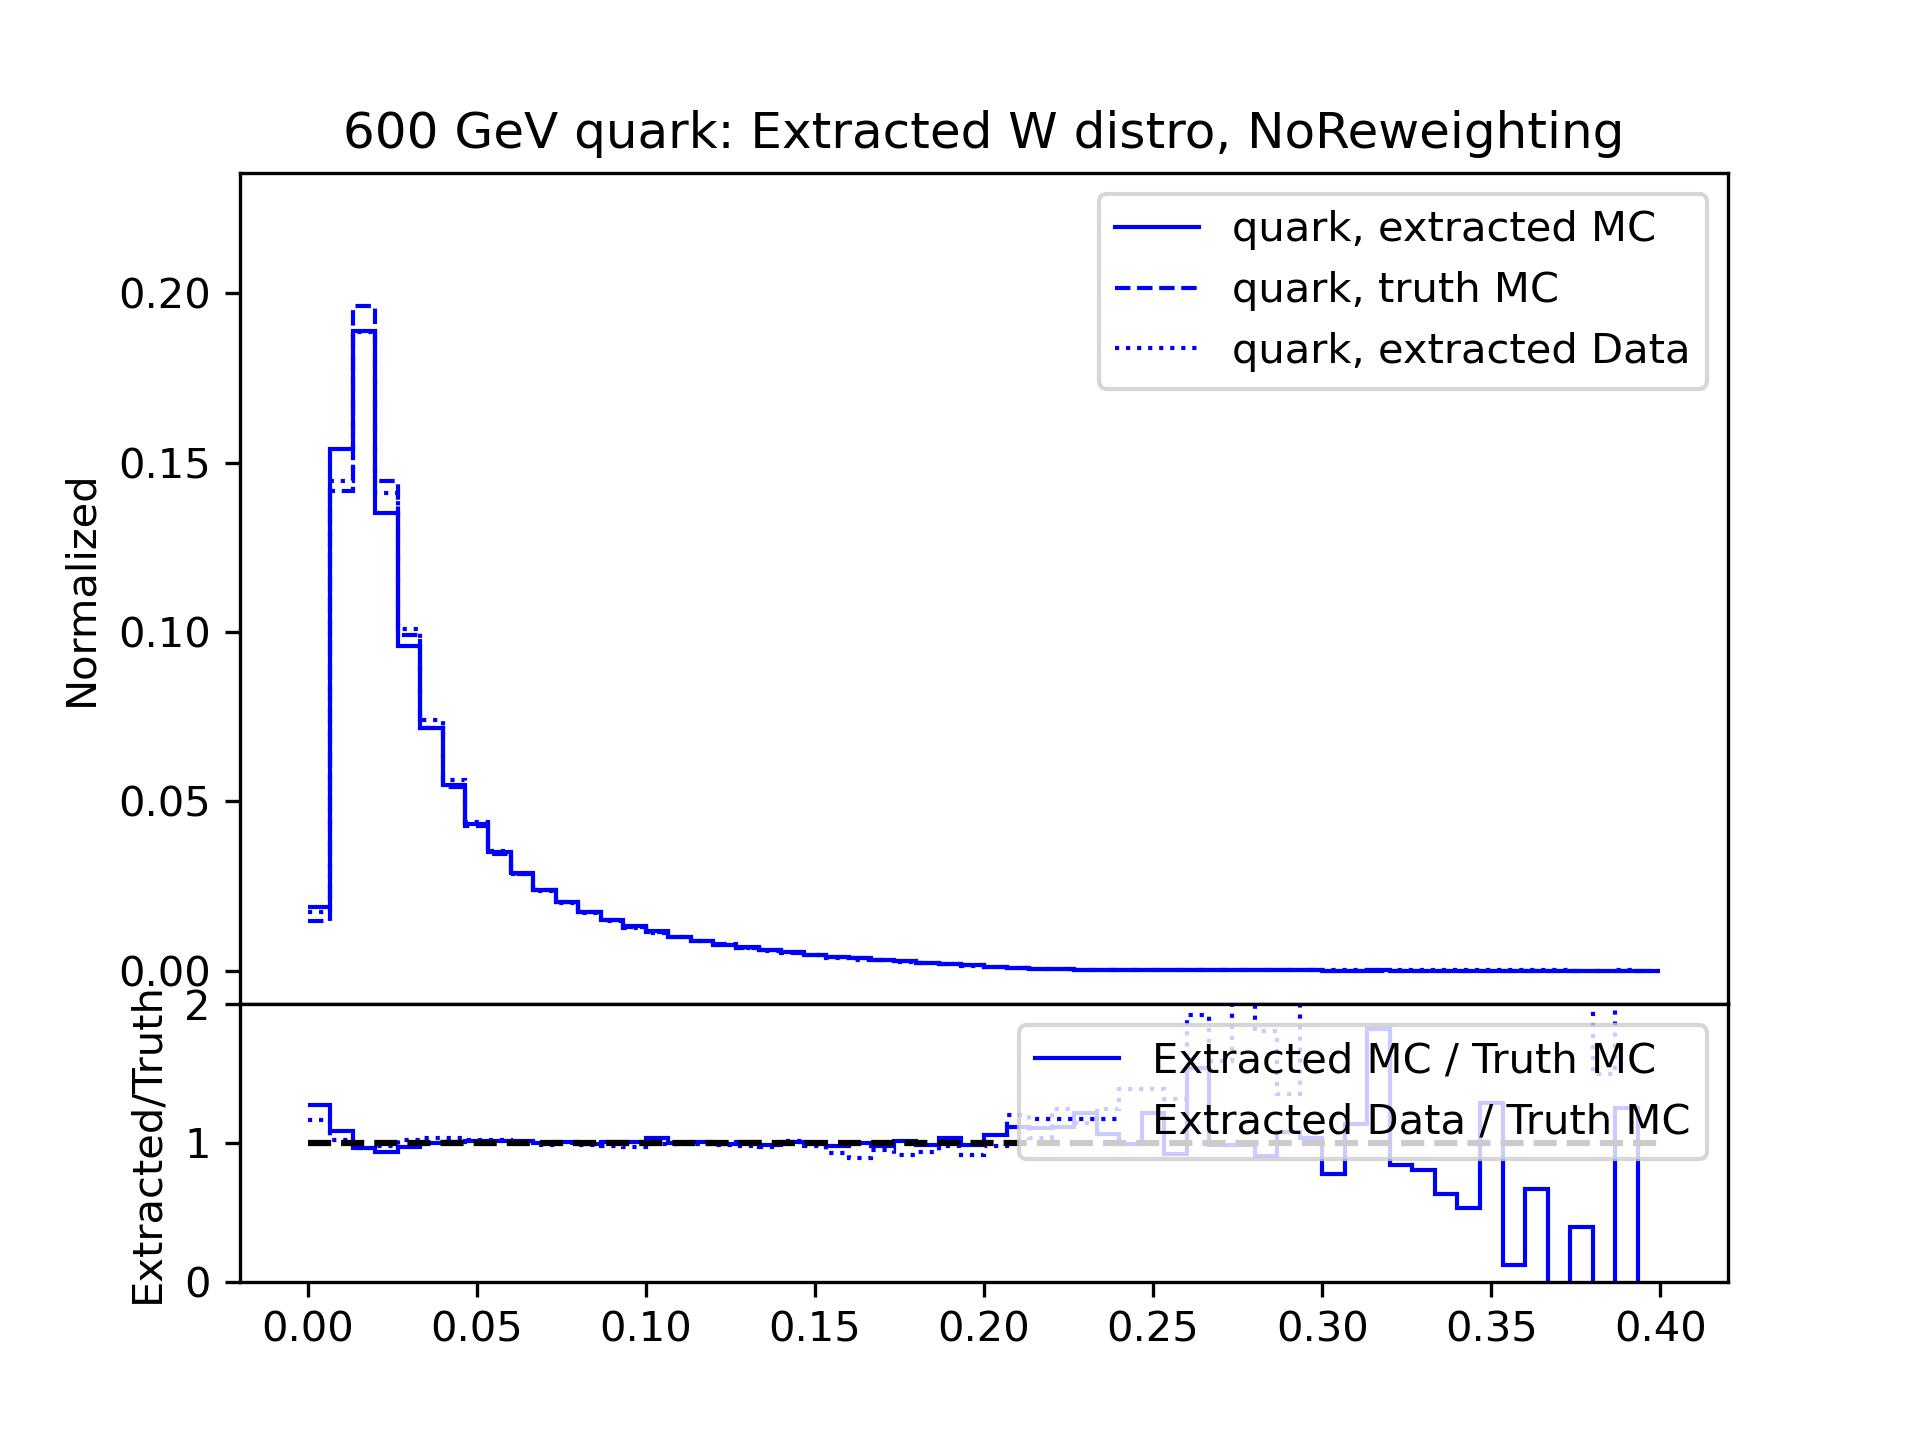 600 GeV quark: Extracted W distro, NoReweighting
quark, extracted MC
quark, truth MC
quark, extracted Data
Normalized
0.20
0.15
0.10
0.05
0.00
Extracted/Truth
2
1
0
Extracted MC / Truth MC
Extracted Data / Truth MC
0.00 0.05 0.10 0.15 0.20 0.25 0.30 0.35 0.40